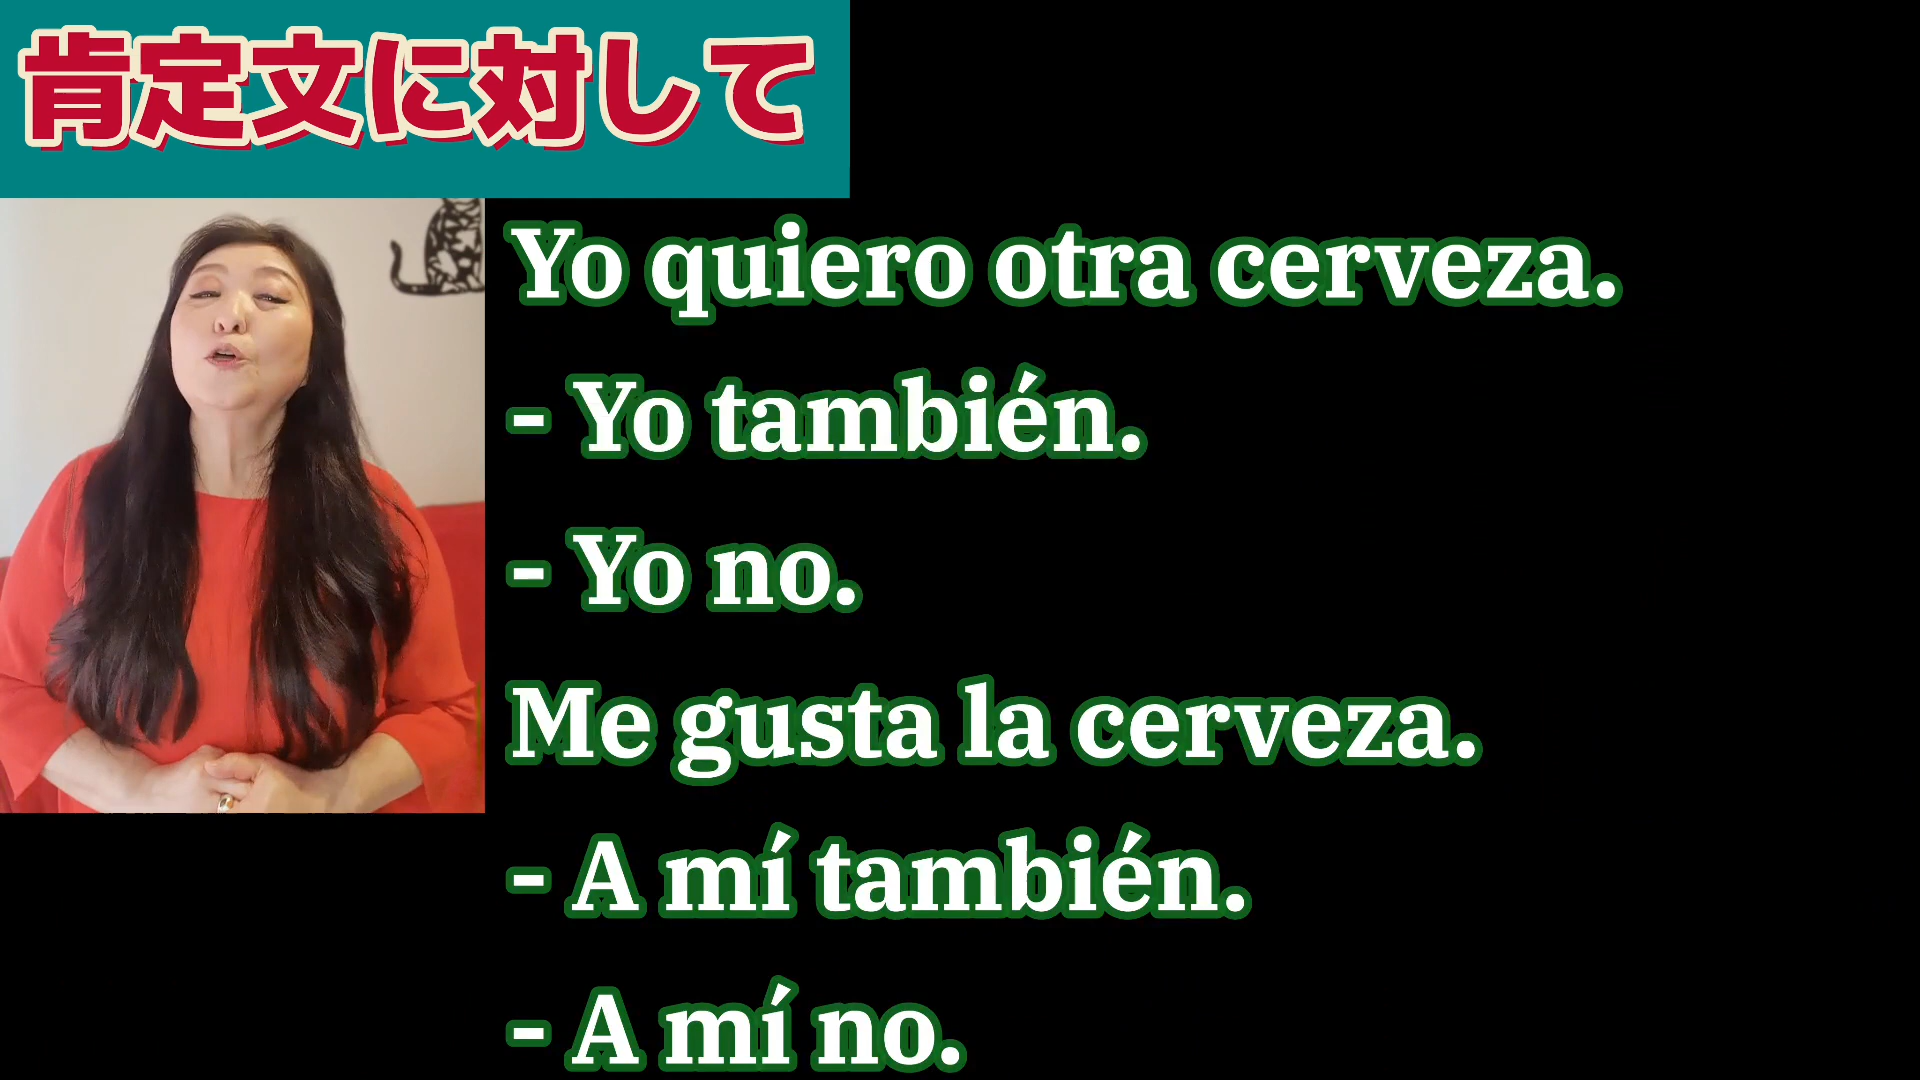 肯定文に対して
Yo quiero otra cerveza.
- Yo también.
- Yo no.
Me gusta la cerveza.
- A mí también.
- A mí no.